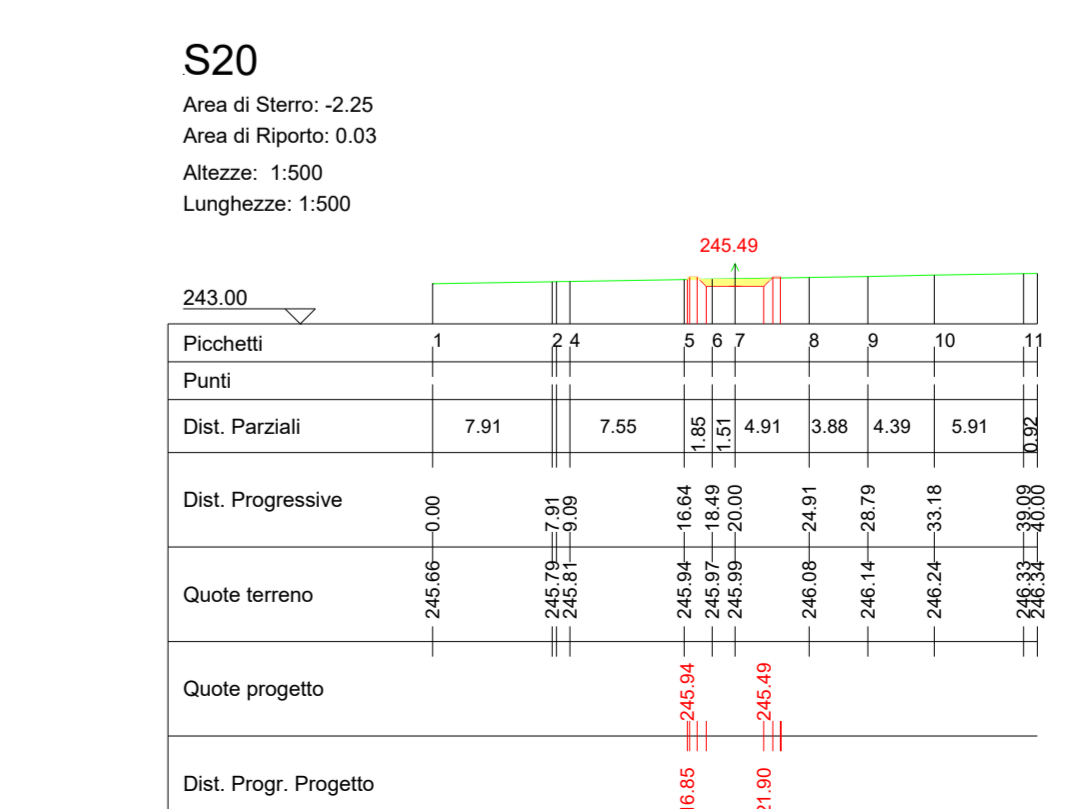 S20
Area di Sterro: -2.25
Area di Riporto: 0.03
Altezze: 1:500
Lunghezze: 1:500
245.49
243.00
Picchetti 1 2 4 5 6 7 8 9 10 11
Punti
Dist. Parziali 7.91 7.55 1.85 1.51 4.91 3.88 4.39 5.91 0.92
Dist. Progressive 0.00 7.91 9.09 16.64 18.49 20.00 24.91 28.79 33.18 39.09 40.00
Quote terreno 245.66 245.79 245.81 245.94 245.97 245.99 246.08 246.14 246.24 246.33 246.34
Quote progetto 245.94 245.49
Dist. Progr. Progetto 16.85 21.90